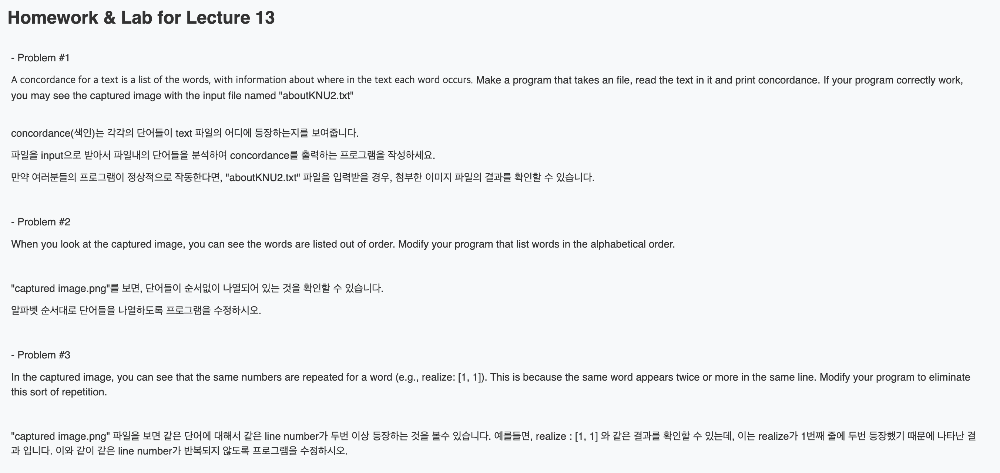 Homework & Lab for Lecture 13
- Problem #1
A concordance for a text is a list of the words, with information about where in the text each word occurs. Make a program that takes an file, read the text in it and print concordance. If your program correctly work,
you may see the captured image with the input file named "aboutKNU2.txt"
concordance(색인)는 각각의 단어들이 text 파일의 어디에 등장하는지를 보여줍니다.
파일을 input으로 받아서 파일내의 단어들을 분석하여 concordance를 출력하는 프로그램을 작성하세요.
만약 여러분들의 프로그램이 정상적으로 작동한다면, "aboutKNU2.txt" 파일을 입력받을 경우, 첨부한 이미지 파일의 결과를 확인할 수 있습니다.
- Problem #2
When you look at the captured image, you can see the words are listed out of order. Modify your program that list words in the alphabetical order.
"captured image.png"를 보면, 단어들이 순서없이 나열되어 있는 것을 확인할 수 있습니다.
알파벳 순서대로 단어들을 나열하도록 프로그램을 수정하시오.
- Problem #3
In the captured image, you can see that the same numbers are repeated for a word (e.g., realize: [1, 1]). This is because the same word appears twice or more in the same line. Modify your program to eliminate
this sort of repetition.
"captured image.png" 파일을 보면 같은 단어에 대해서 같은 line number가 두번 이상 등장하는 것을 볼수 있습니다. 예를들면, realize : [1, 1] 와 같은 결과를 확인할 수 있는데, 이는 realize가 1번째 줄에 두번 등장했기 때문에 나타난 결
과 입니다. 이와 같이 같은 line number가 반복되지 않도록 프로그램을 수정하시오.